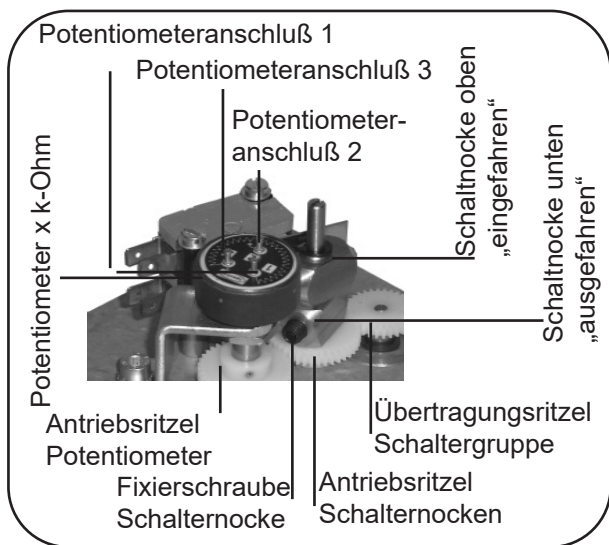 Potentiometeranschluß 1
Potentiometeranschluß 3
Potentiometer-
anschluß 2
Potentiometer x k-Ohm
Schaltnocke oben
„eingefahren“
Schaltnocke unten
„ausgefahren“
Antriebsritzel
Potentiometer
Fixierschraube
Schalternocke
Antriebsritzel
Schalternocken
Übertragungsritzel
Schaltergruppe